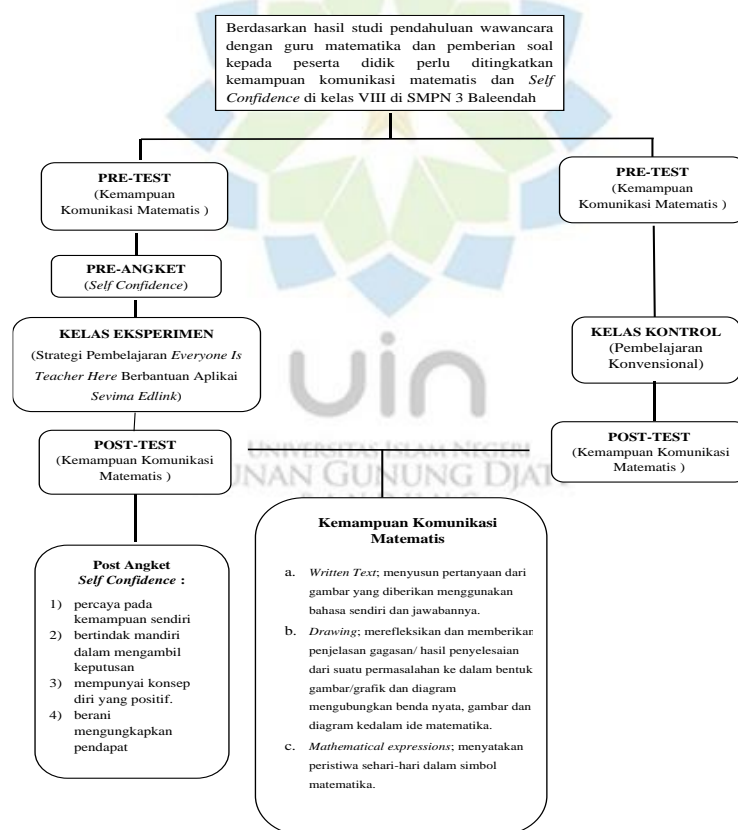 Berdasarkan hasil studi pendahuluan wawancara
dengan guru matematika dan pemberian soal
kepada peserta didik perlu ditingkatkan
kemampuan komunikasi matematis dan Self
Confidence di kelas VIII di SMPN 3 Baleendah
PRE-TEST
(Kemampuan
Komunikasi Matematis )
PRE-TEST
(Kemampuan
Komunikasi Matematis )
PRE-ANGKET
(Self Confidence)
KELAS EKSPERIMEN
(Strategi Pembelajaran Everyone Is
Teacher Here Berbantuan Aplikai
Sevima Edlink)
KELAS KONTROL
(Pembelajaran
Konvensional)
uin
UNIVERSITAS ISLAM NEGERI
UNAN GUNUNG DJAT
POST-TEST
(Kemampuan Komunikasi
Matematis )
POST-TEST
(Kemampuan Komunikasi
Matematis )
Post Angket
Self Confidence :
1) percaya pada
kemampuan sendiri
2) bertindak mandiri
dalam mengambil
keputusan
3) mempunyai konsep
diri yang positif.
4) berani
mengungkapkan
pendapat
Kemampuan Komunikasi
Matematis
a. Written Text; menyusun pertanyaan dari
gambar yang diberikan menggunakan
bahasa sendiri dan jawabannya.
b. Drawing; merefleksikan dan memberikan
penjelasan gagasan/ hasil penyelesaian
dari suatu permasalahan ke dalam bentuk
gambar/grafik dan diagram
mengubungkan benda nyata, gambar dan
diagram kedalam ide matematika.
c. Mathematical expressions; menyatakan
peristiwa sehari-hari dalam simbol
matematika.